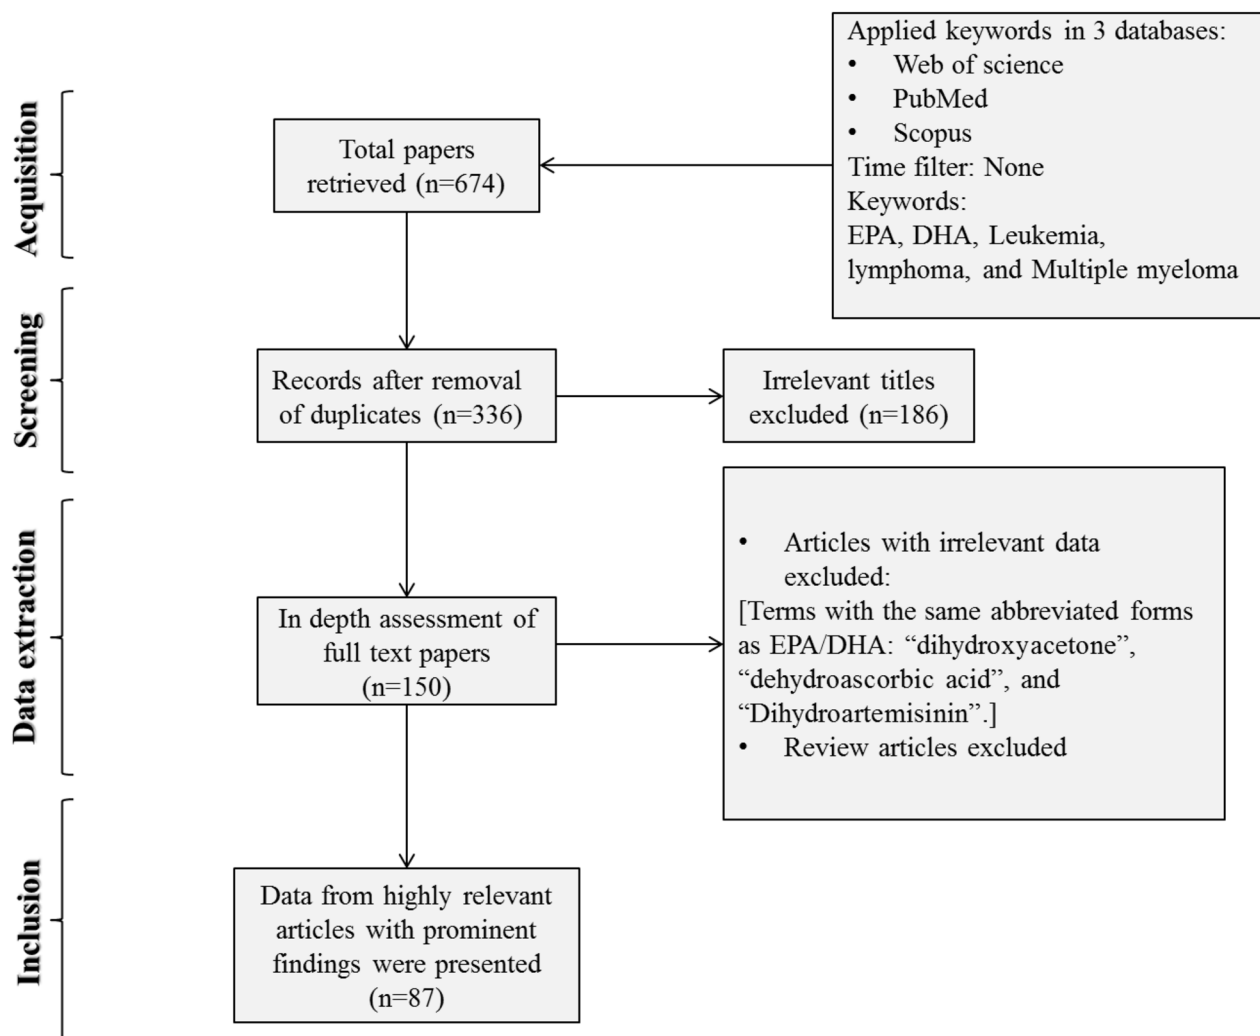 Applied keywords in 3 databases:
• Web of science
• PubMed
• Scopus
Time filter: None
Keywords:
EPA, DHA, Leukemia,
lymphoma, and Multiple myeloma
Acquisition
Total papers
retrieved (n=674)
Screening
Records after removal
of duplicates (n=336)
Irrelevant titles
excluded (n=186)
Data extraction
In depth assessment of
full text papers
(n=150)
• Articles with irrelevant data
excluded:
[Terms with the same abbreviated forms
as EPA/DHA: “dihydroxyacetone”,
“dehydroascorbic acid”, and
“Dihydroartemisinin”.]
• Review articles excluded
Inclusion
Data from highly relevant
articles with prominent
findings were presented
(n=87)